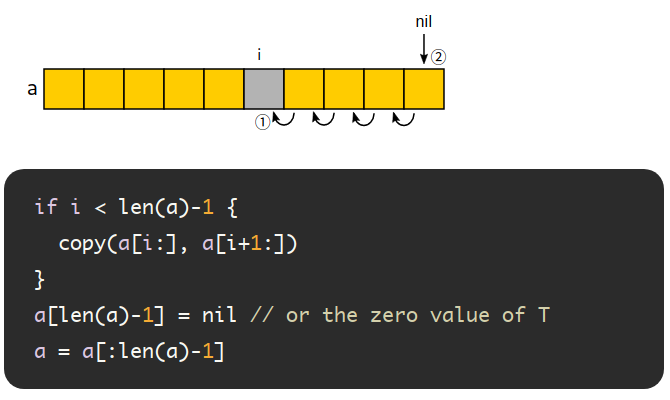 nil
i
②
a
①
if i < len(a)-1 {
  copy(a[i:], a[i+1:])
}
a[len(a)-1] = nil // or the zero value of T
a = a[:len(a)-1]